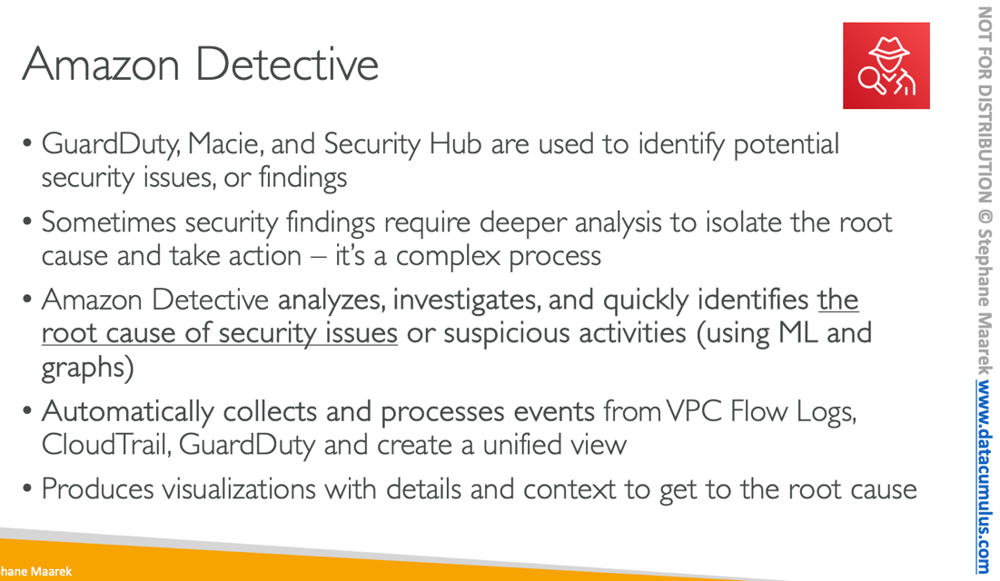 Amazon Detective
• GuardDuty, Macie, and Security Hub are used to identify potential
security issues, or findings
• Sometimes security findings require deeper analysis to isolate the root
cause and take action – it’s a complex process
• Amazon Detective analyzes, investigates, and quickly identifies the
root cause of security issues or suspicious activities (using ML and
graphs)
• Automatically collects and processes events from VPC Flow Logs,
CloudTrail, GuardDuty and create a unified view
• Produces visualizations with details and context to get to the root cause
NOT FOR DISTRIBUTION © Stephane Maarek www.datacumulus.com
phane Maarek